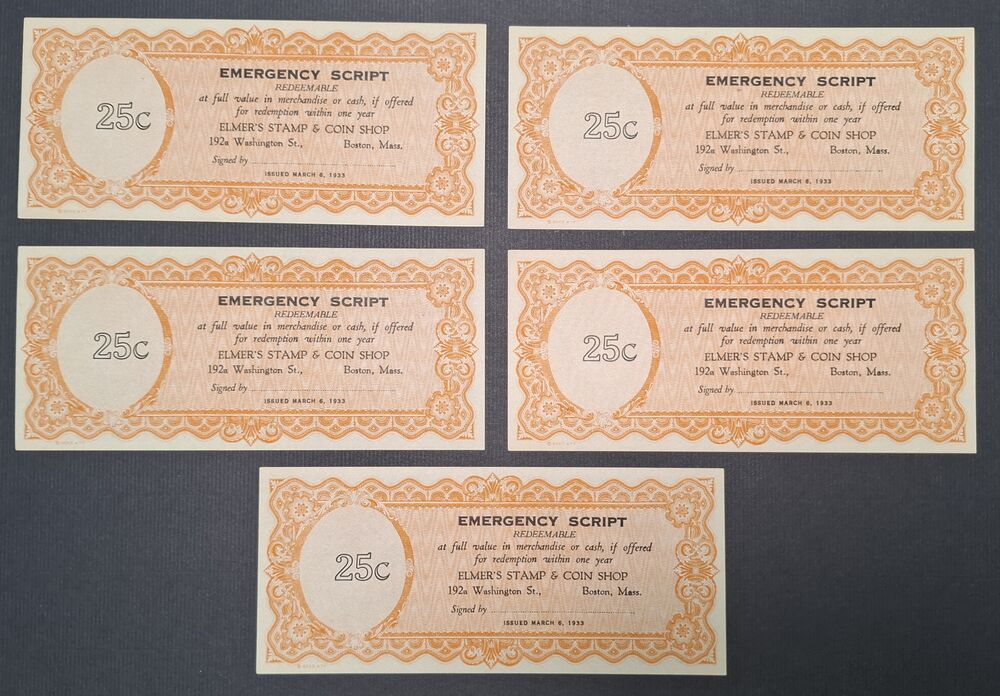 25c
EMERGENCY SCRIPT
REDEEMABLE
at full value in merchandise or cash, if offered
for redemption within one year
ELMER'S STAMP & COIN SHOP
192a Washington St., Boston, Mass.
Signed by
ISSUED MARCH 6, 1933
25c
EMERGENCY SCRIPT
REDEEMABLE
at full value in merchandise or cash, if offered
for redemption within one year
ELMER'S STAMP & COIN SHOP
192a Washington St., Boston, Mass.
Signed by
ISSUED MARCH 6, 1933
25c
EMERGENCY SCRIPT
REDEEMABLE
at full value in merchandise or cash, if offered
for redemption within one year
ELMER'S STAMP & COIN SHOP
192a Washington St., Boston, Mass.
Signed by
ISSUED MARCH 6, 1933
25c
EMERGENCY SCRIPT
REDEEMABLE
at full value in merchandise or cash, if offered
for redemption within one year
ELMER'S STAMP & COIN SHOP
192a Washington St., Boston, Mass.
Signed by
ISSUED MARCH 6, 1933
25c
EMERGENCY SCRIPT
REDEEMABLE
at full value in merchandise or cash, if offered
for redemption within one year
ELMER'S STAMP & COIN SHOP
192a Washington St., Boston, Mass.
Signed by
ISSUED MARCH 6, 1933